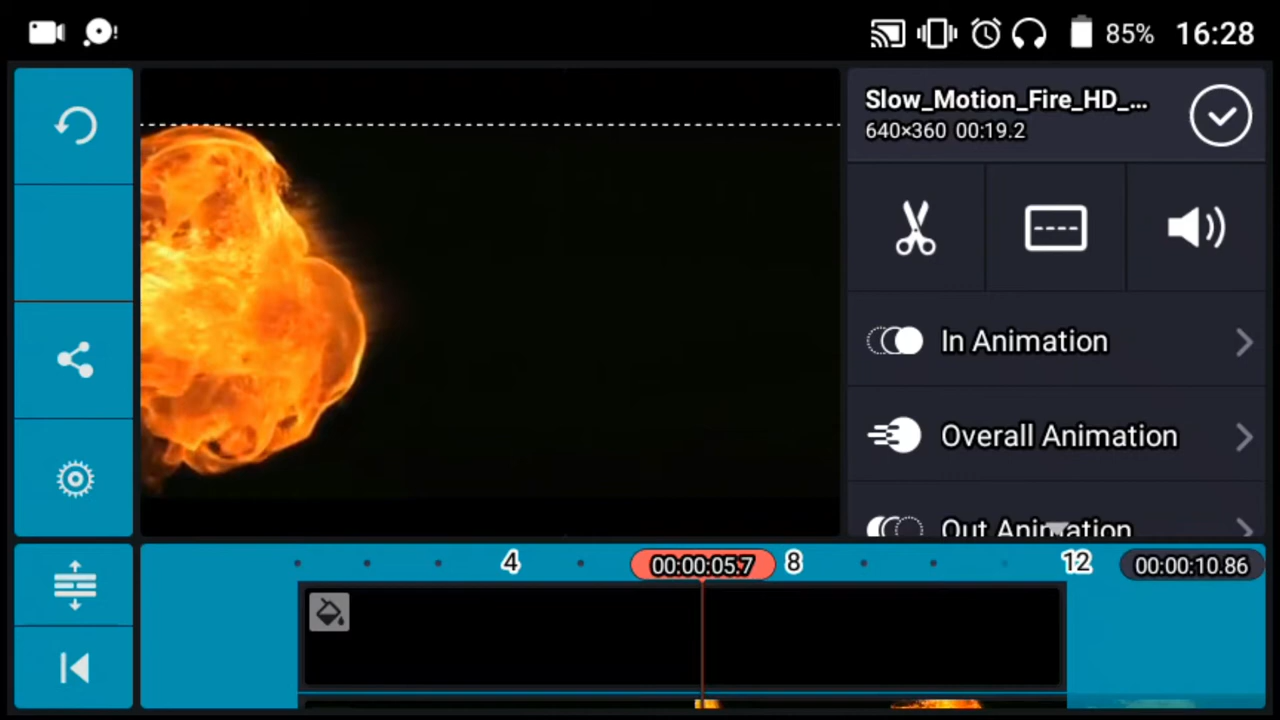 85% 16:28
Slow_Motion_Fire_HD_...
640×360 00:19.2
In Animation
Overall Animation
Out Animation
4 00:00:05.7 8 12 00:00:10.86